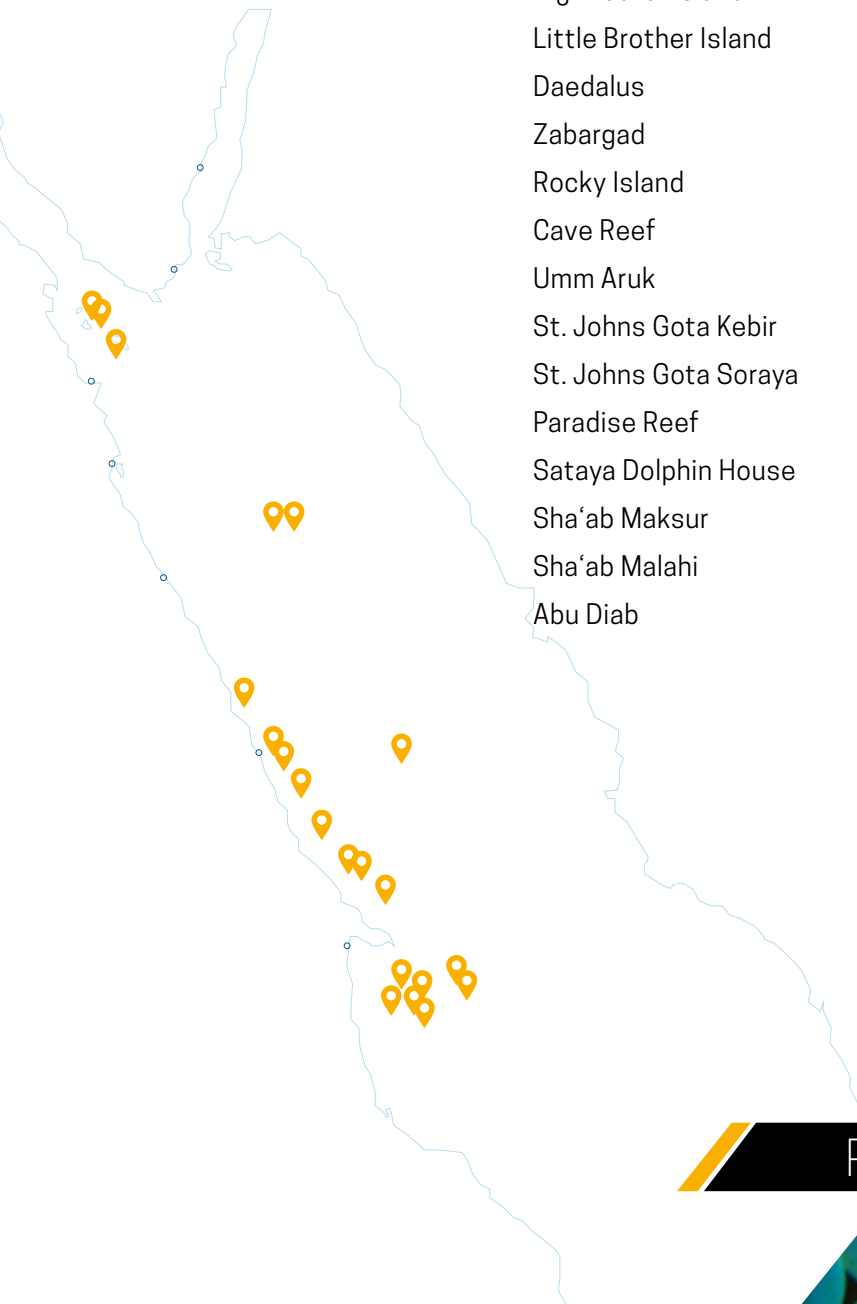 Little Brother Island
Daedalus
Zabargad
Rocky Island
Cave Reef
Umm Aruk
St. Johns Gota Kebir
St. Johns Gota Soraya
Paradise Reef
Sataya Dolphin House
Sha‘ab Maksur
Sha‘ab Malahi
Abu Diab